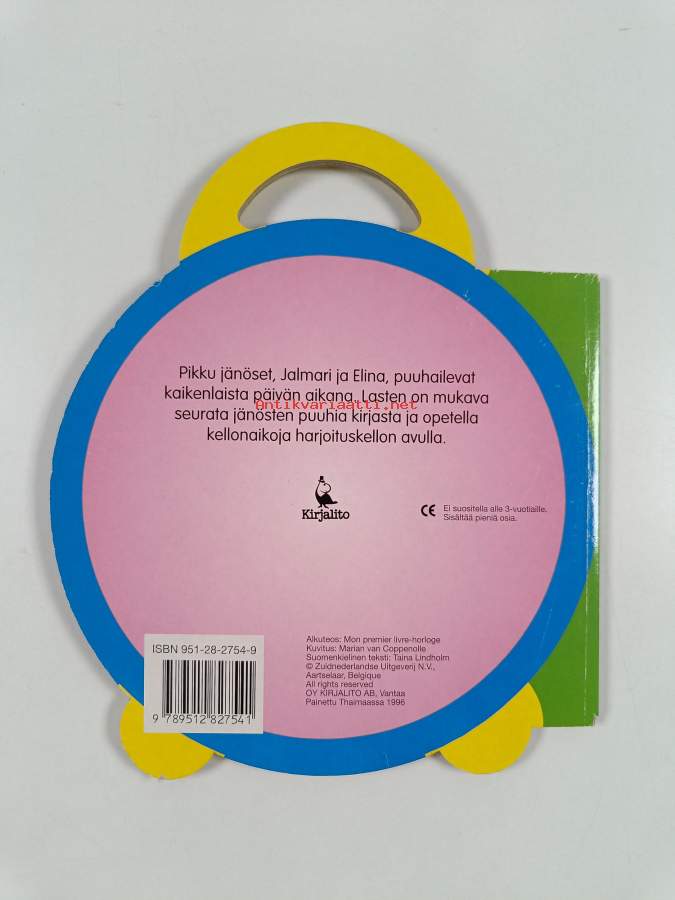 Pikku jänöset, Jalmari ja Elina, puuhailevat
kaikenlaista päivän aikana. Lasten on mukava
Antikvariaatti.net
seurata jänösten puuhia kirjasta ja opetella
kellonaikoja harjoituskellon avulla.
Kirjalito
CE Ei suositella alle 3-vuotiaille.
Sisältää pieniä osia.
ISBN 951-28-2754-9
9 789512 827541
Alkuteos: Mon premier livre-horloge
Kuvitus: Marian van Coppenolle
Suomenkielinen teksti: Taina Lindholm
© Zuidnederlandse Uitgeverij N.V.,
Aartselaar, Belgique
All rights reserved
OY KIRJALITO AB, Vantaa
Painettu Thaimaassa 1996